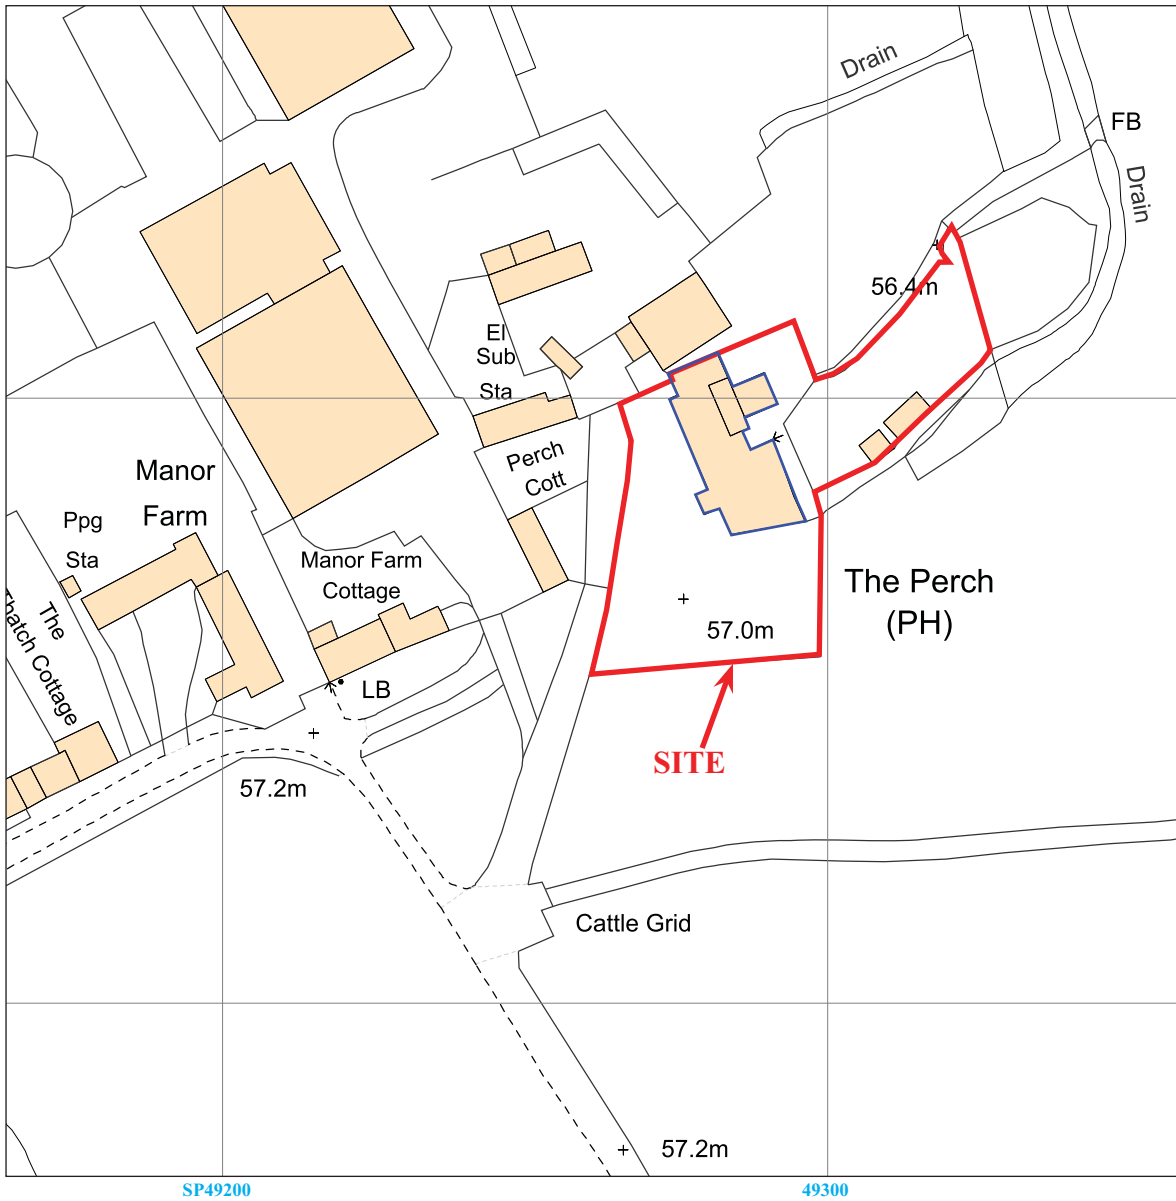 Drain
FB
Drain
56.4m
El
Sub
Sta
Perch
Cott
Manor
Farm
Ppg
Sta
Manor Farm
Cottage
The
Thatch Cottage
The Perch
(PH)
57.0m
LB
SITE
57.2m
Cattle Grid
57.2m
SP49200
49300